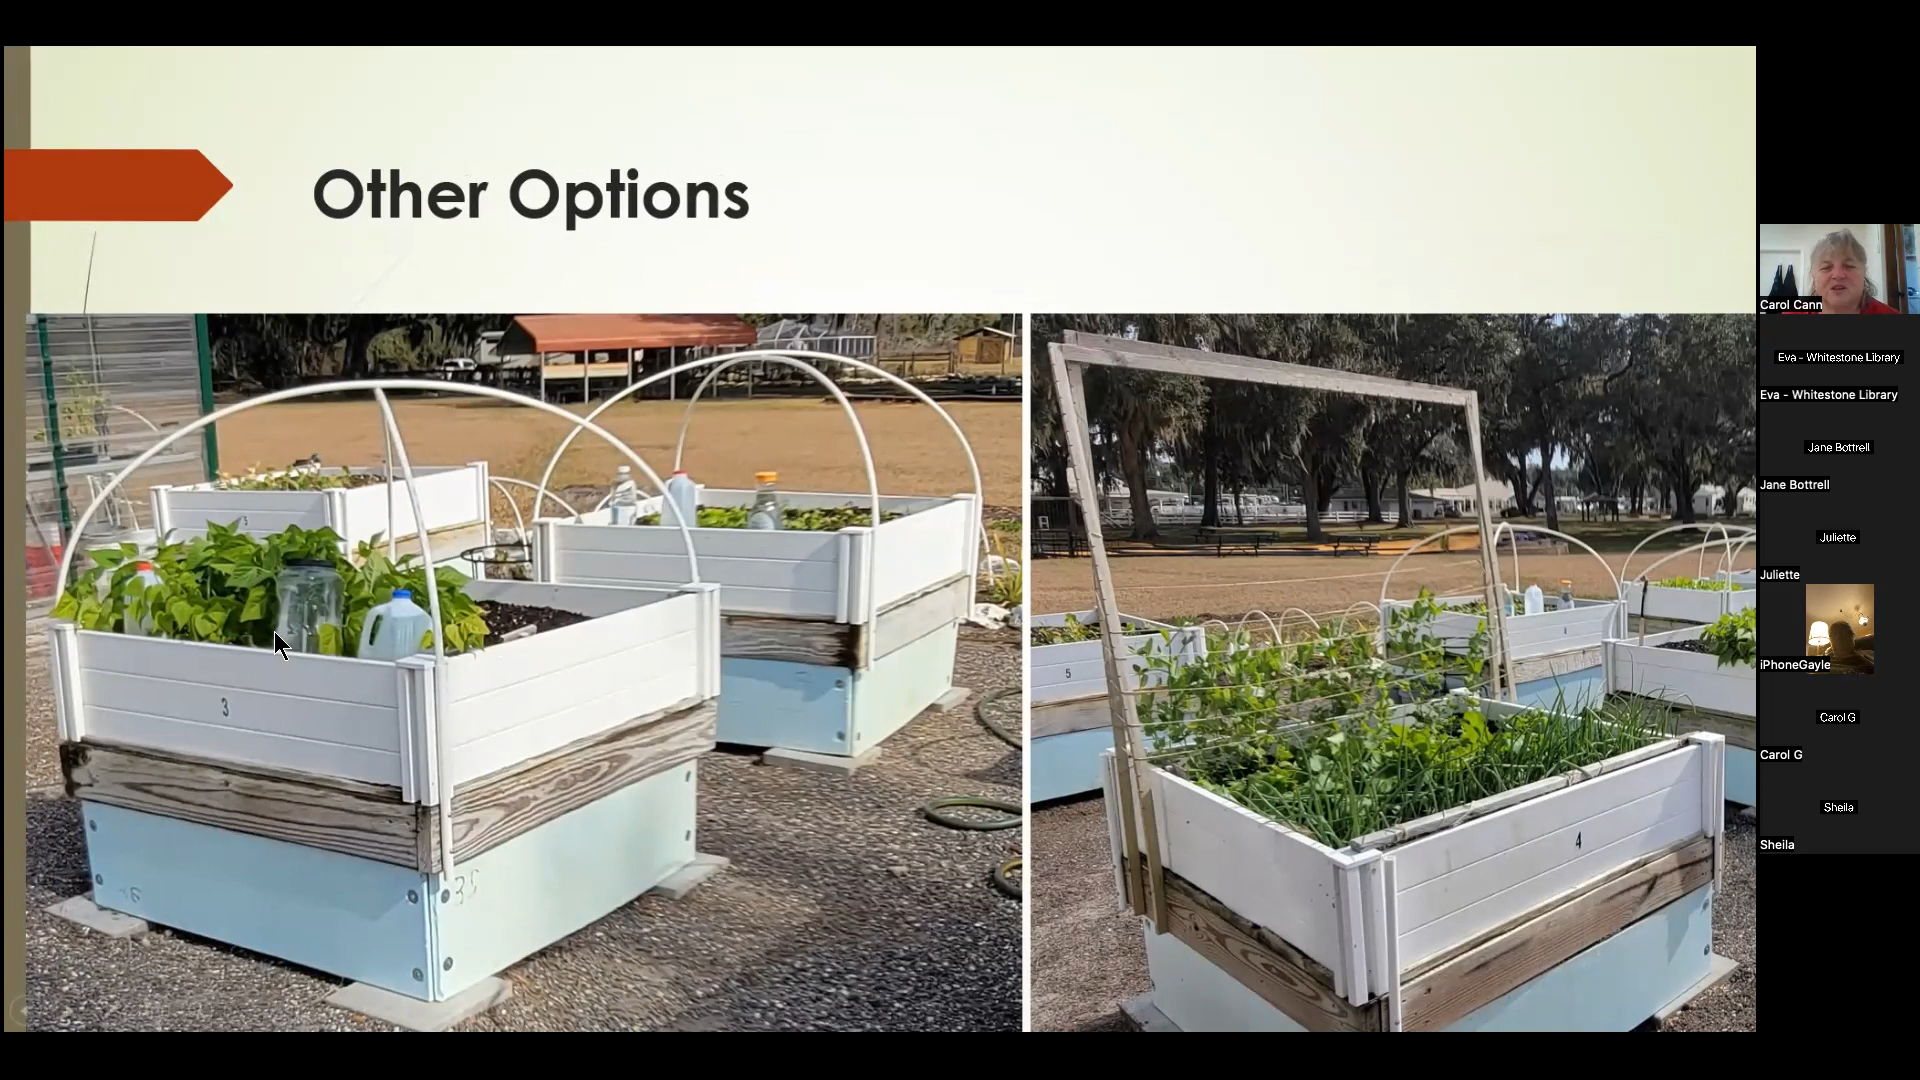 Other Options
3
35
5
4
Carol Cann
Eva - Whitestone Library
Eva - Whitestone Library
Jane Bottrell
Jane Bottrell
Juliette
Juliette
iPhoneGayle
Carol G
Carol G
Sheila
Sheila